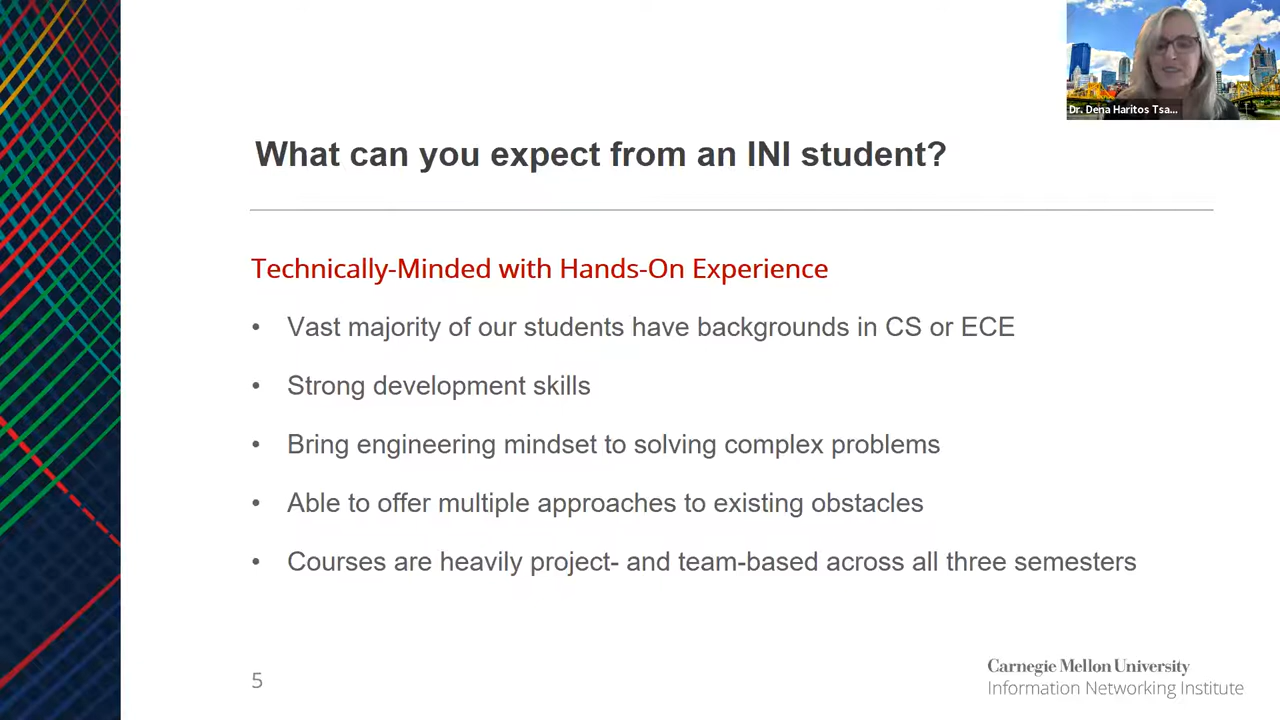 Dr. Dena Haritos Tsa...
What can you expect from an INI student?
Technically-Minded with Hands-On Experience
• Vast majority of our students have backgrounds in CS or ECE
• Strong development skills
• Bring engineering mindset to solving complex problems
• Able to offer multiple approaches to existing obstacles
• Courses are heavily project- and team-based across all three semesters
5
Carnegie Mellon University
Information Networking Institute